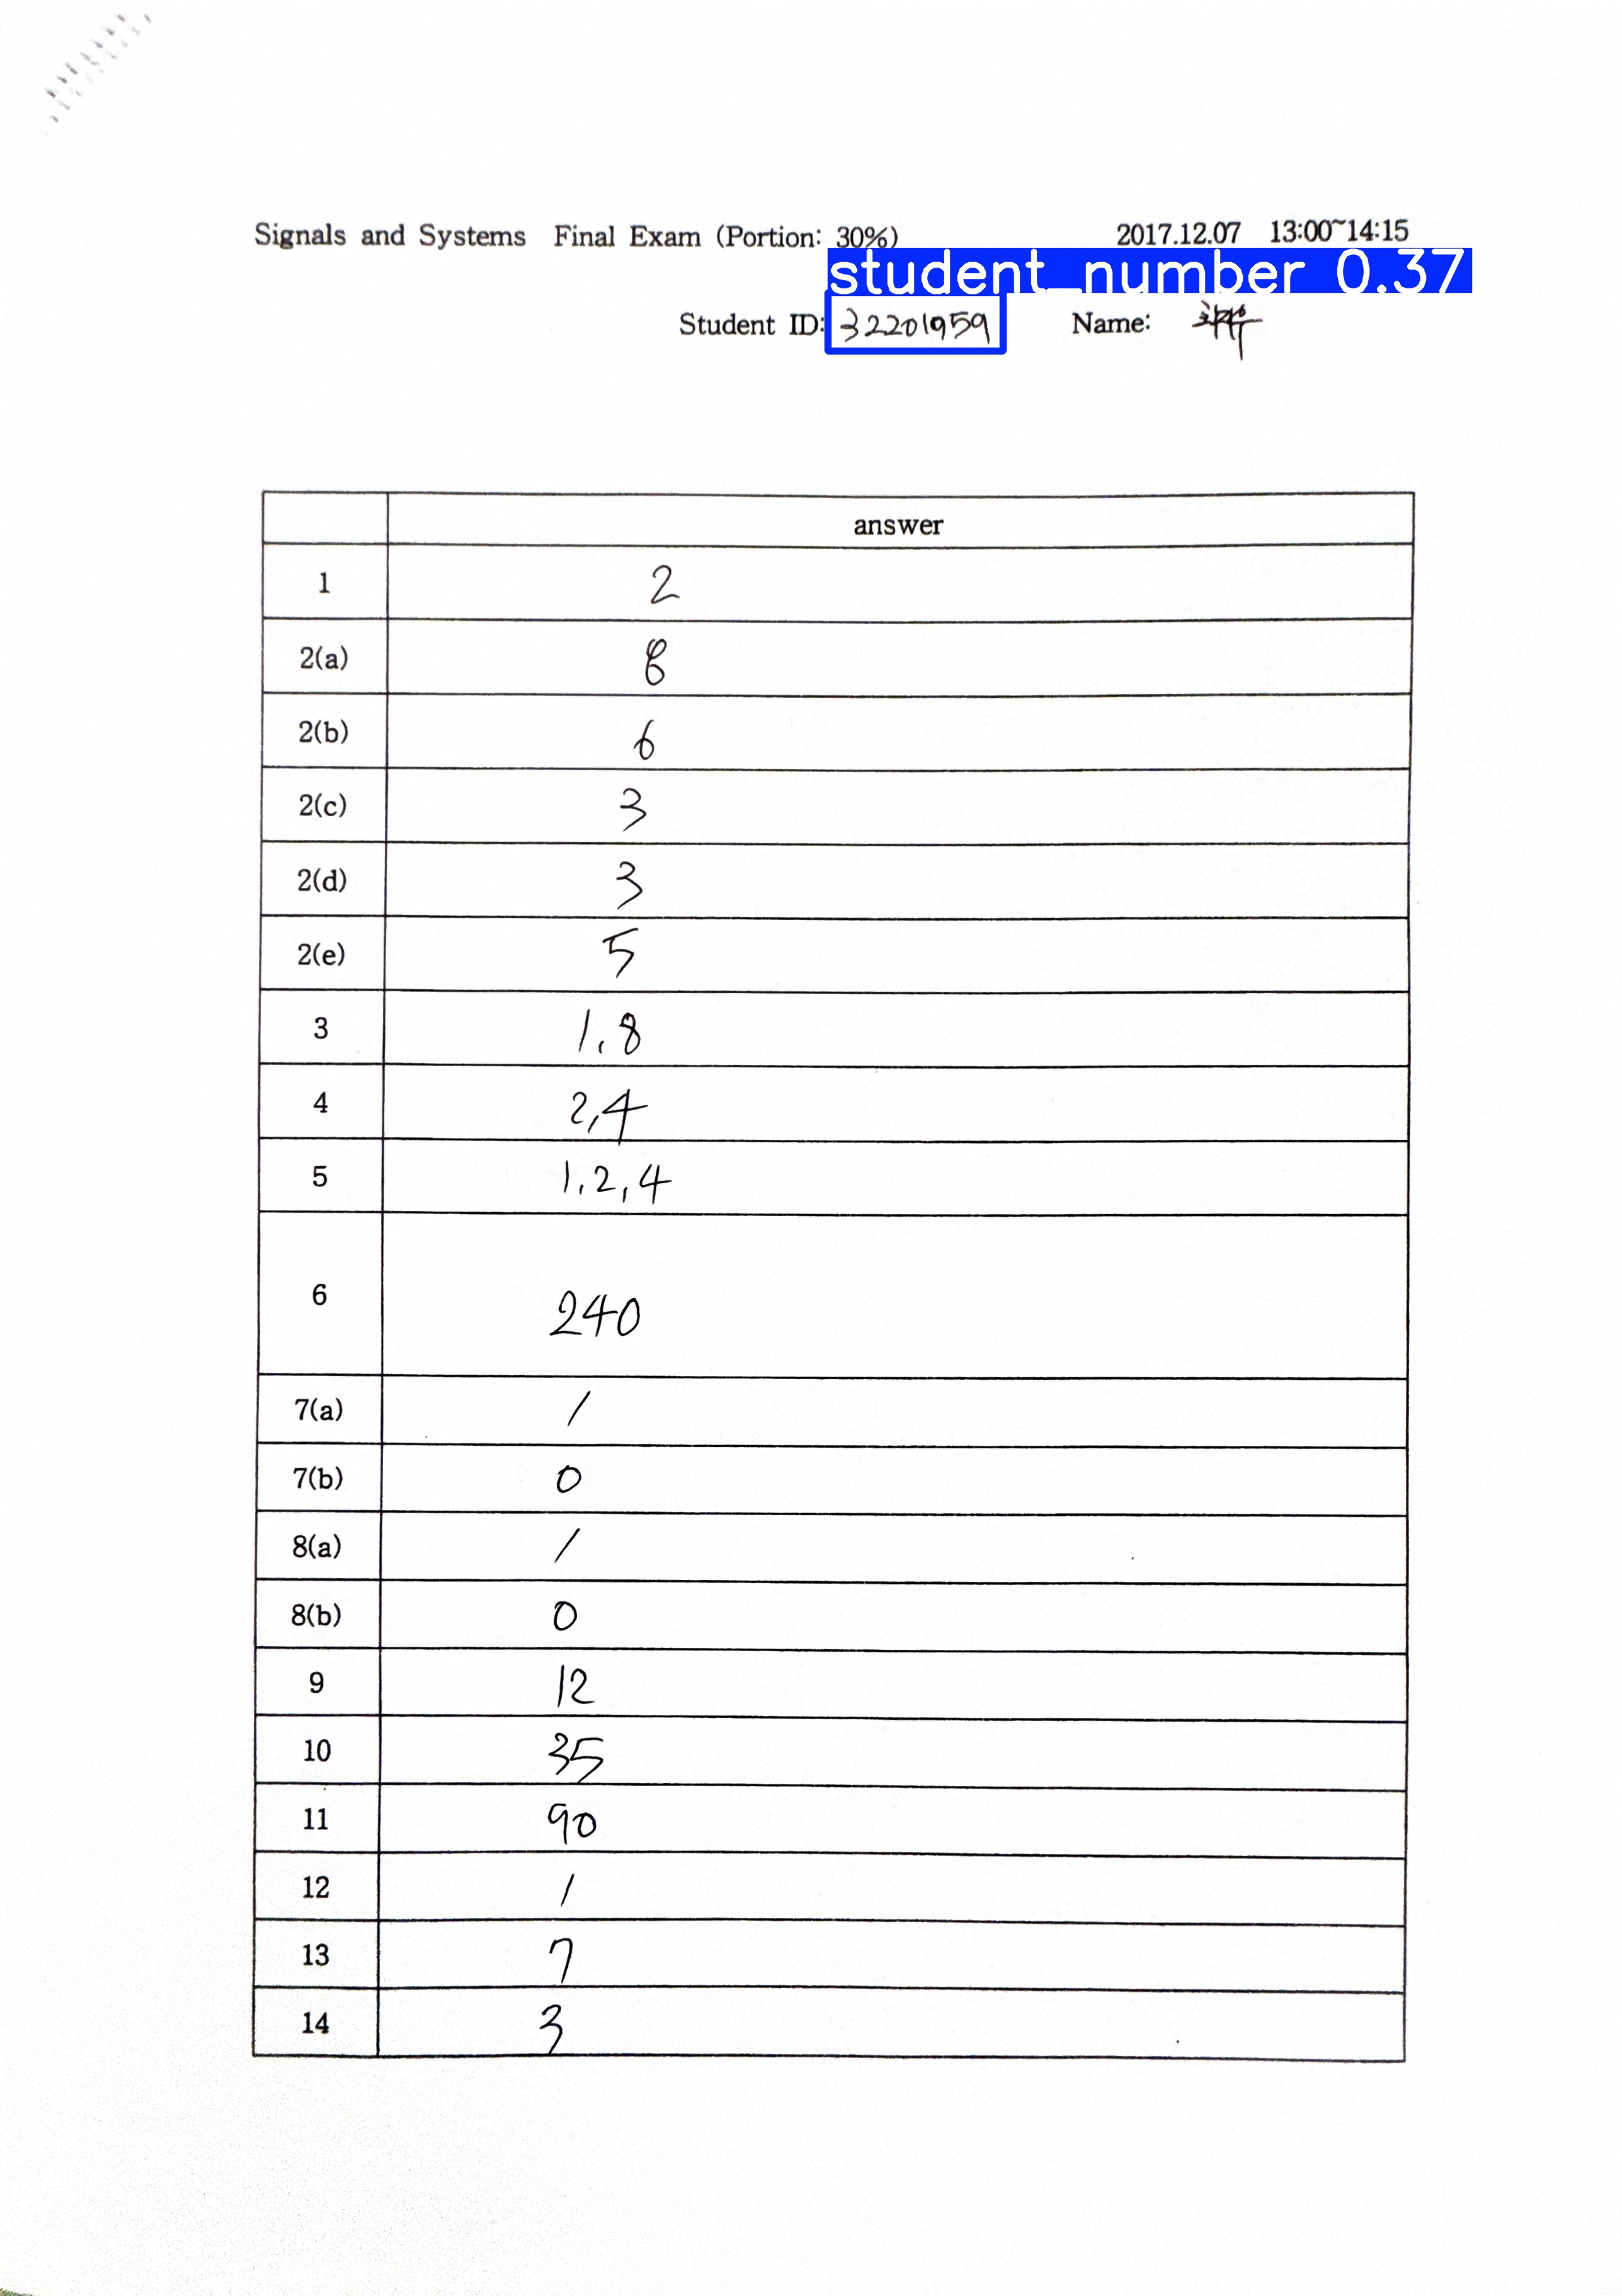 Signals and Systems Final Exam (Portion: 30%) 2017.12.07 13:00~14:15
student_number 0.37
Student ID: 32201959 Name:
answer
1 2
2(a) 8
2(b) 6
2(c) 3
2(d) 3
2(e) 5
3 1,8
4 2,4
5 1,2,4
6 240
7(a) 1
7(b) 0
8(a) 1
8(b) 0
9 12
10 35
11 90
12 1
13 7
14 3